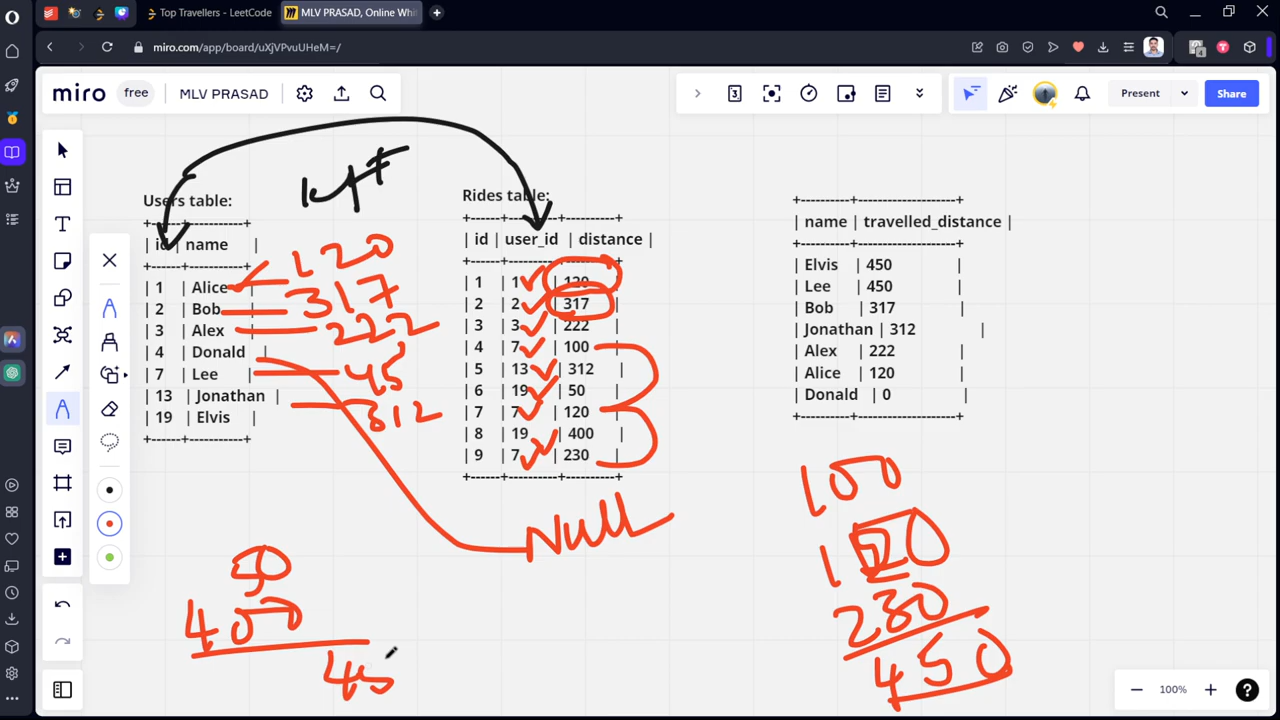 Top Travellers - LeetCode
MLV PRASAD, Online Whi
miro.com/app/board/uXjVPvuUHeM=/
miro free MLV PRASAD
3
Present
Share
left
Users table:
+------+-----------+
| id | name |
+------+-----------+
| 1 | Alice |
| 2 | Bob |
| 3 | Alex |
| 4 | Donald |
| 7 | Lee |
| 13 | Jonathan |
| 19 | Elvis |
+------+-----------+
120
317
222
45
312
Rides table:
+------+----------+----------+
| id | user_id | distance |
+------+----------+----------+
| 1 | 1 | 120 |
| 2 | 2 | 317 |
| 3 | 3 | 222 |
| 4 | 7 | 100 |
| 5 | 13 | 312 |
| 6 | 19 | 50 |
| 7 | 7 | 120 |
| 8 | 19 | 400 |
| 9 | 7 | 230 |
+------+----------+----------+
Null
+----------+--------------------+
| name | travelled_distance |
+----------+--------------------+
| Elvis | 450 |
| Lee | 450 |
| Bob | 317 |
| Jonathan | 312 |
| Alex | 222 |
| Alice | 120 |
| Donald | 0 |
+----------+--------------------+
50
400
45
100
120
230
450
100%